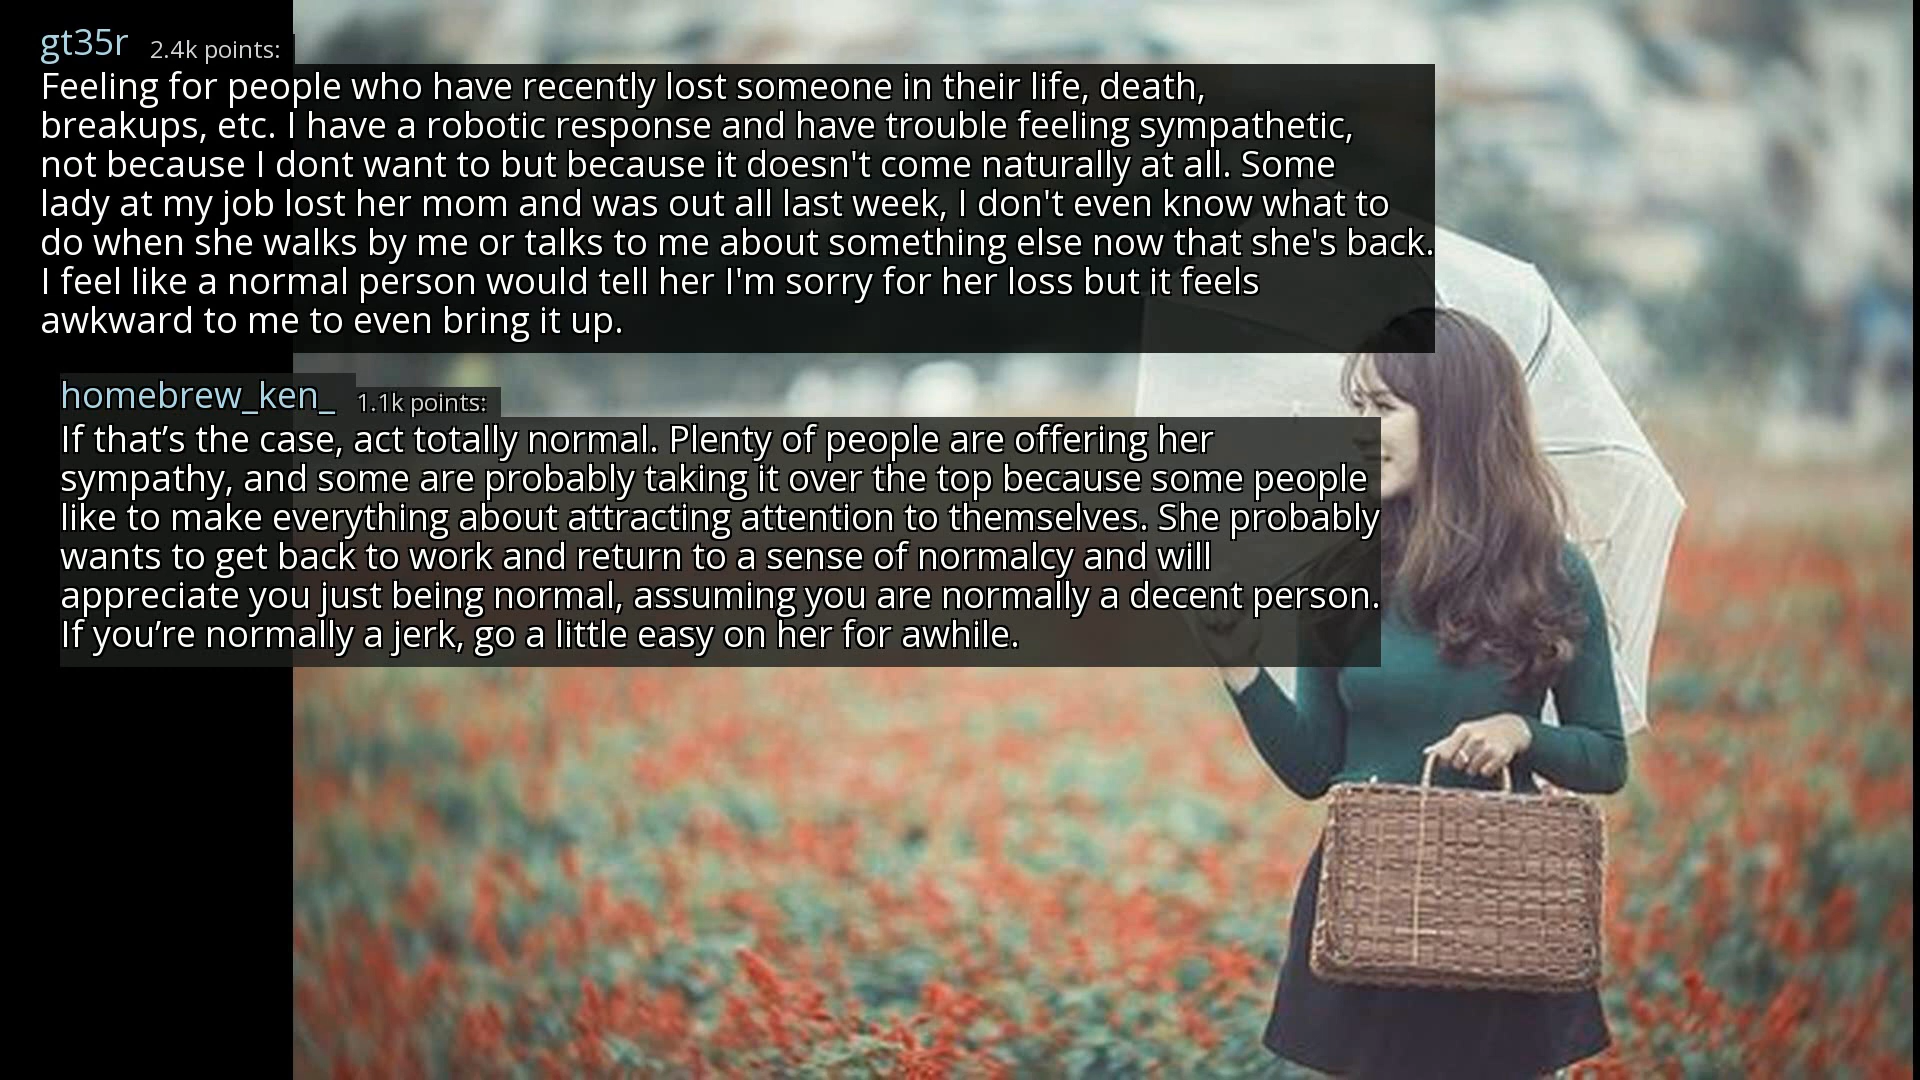 gt35r 2.4k points:
Feeling for people who have recently lost someone in their life, death,
breakups, etc. I have a robotic response and have trouble feeling sympathetic,
not because I dont want to but because it doesn't come naturally at all. Some
lady at my job lost her mom and was out all last week, I don't even know what to
do when she walks by me or talks to me about something else now that she's back.
I feel like a normal person would tell her I'm sorry for her loss but it feels
awkward to me to even bring it up.
homebrew_ken_ 1.1k points:
If that’s the case, act totally normal. Plenty of people are offering her
sympathy, and some are probably taking it over the top because some people
like to make everything about attracting attention to themselves. She probably
wants to get back to work and return to a sense of normalcy and will
appreciate you just being normal, assuming you are normally a decent person.
If you’re normally a jerk, go a little easy on her for awhile.